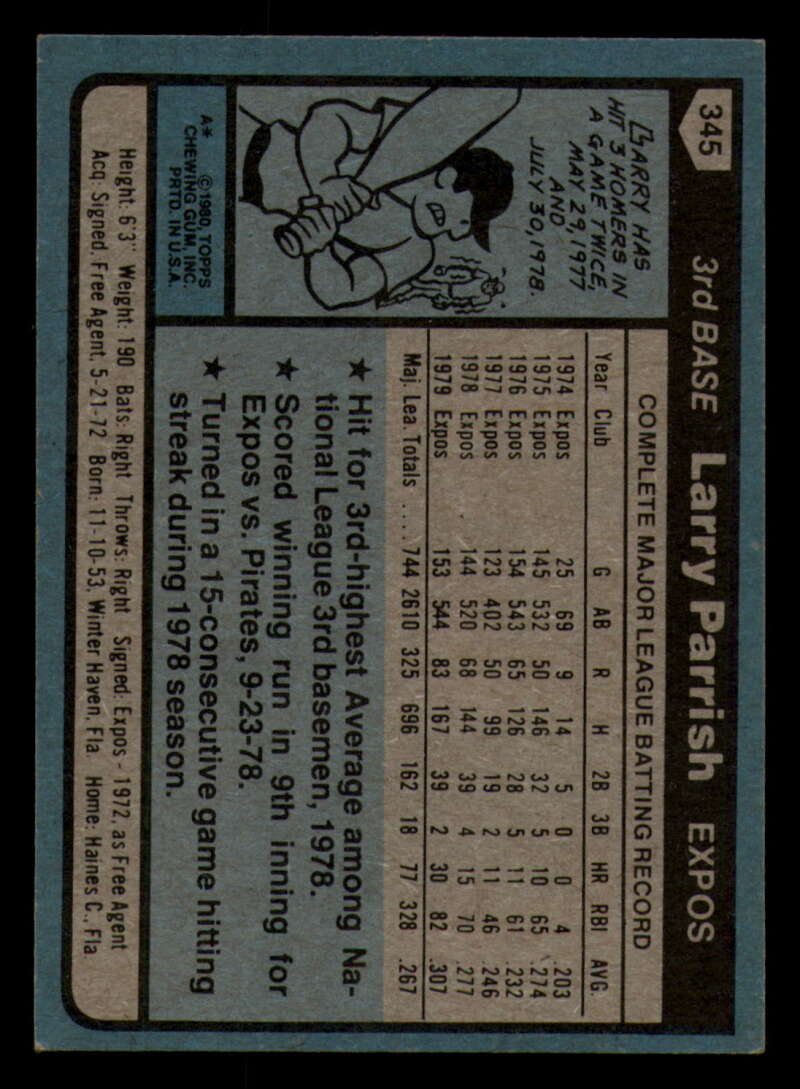 345
3rd BASE Larry Parrish EXPOS
LARRY HAS
HIT 3 HOMERS IN
A GAME TWICE,
MAY 29, 1977
AND
JULY 30, 1978.
A* © 1980, TOPPS
CHEWING GUM, INC.
PRTD. IN U.S.A.
COMPLETE MAJOR LEAGUE BATTING RECORD
Year Club G AB R H 2B 3B HR RBI AVG.
1974 Expos 25 69 9 14 5 0 0 4 .203
1975 Expos 145 532 50 146 32 5 10 65 .274
1976 Expos 154 543 65 126 28 5 11 61 .232
1977 Expos 123 402 50 99 19 2 11 46 .246
1978 Expos 144 520 68 144 39 4 15 70 .277
1979 Expos 153 544 83 167 39 2 30 82 .307
Maj. Lea. Totals .... 744 2610 325 696 162 18 77 328 .267
★ Hit for 3rd-highest Average among Na-
tional League 3rd basemen, 1978.
★ Scored winning run in 9th inning for
Expos vs. Pirates, 9-23-78.
★ Turned in a 15-consecutive game hitting
streak during 1978 season.
Height: 6'3" Weight: 190 Bats: Right Throws: Right Signed: Expos - 1972, as Free Agent
Acq: Signed, Free Agent, 5-21-72 Born: 11-10-53, Winter Haven, Fla. Home: Haines C., Fla.